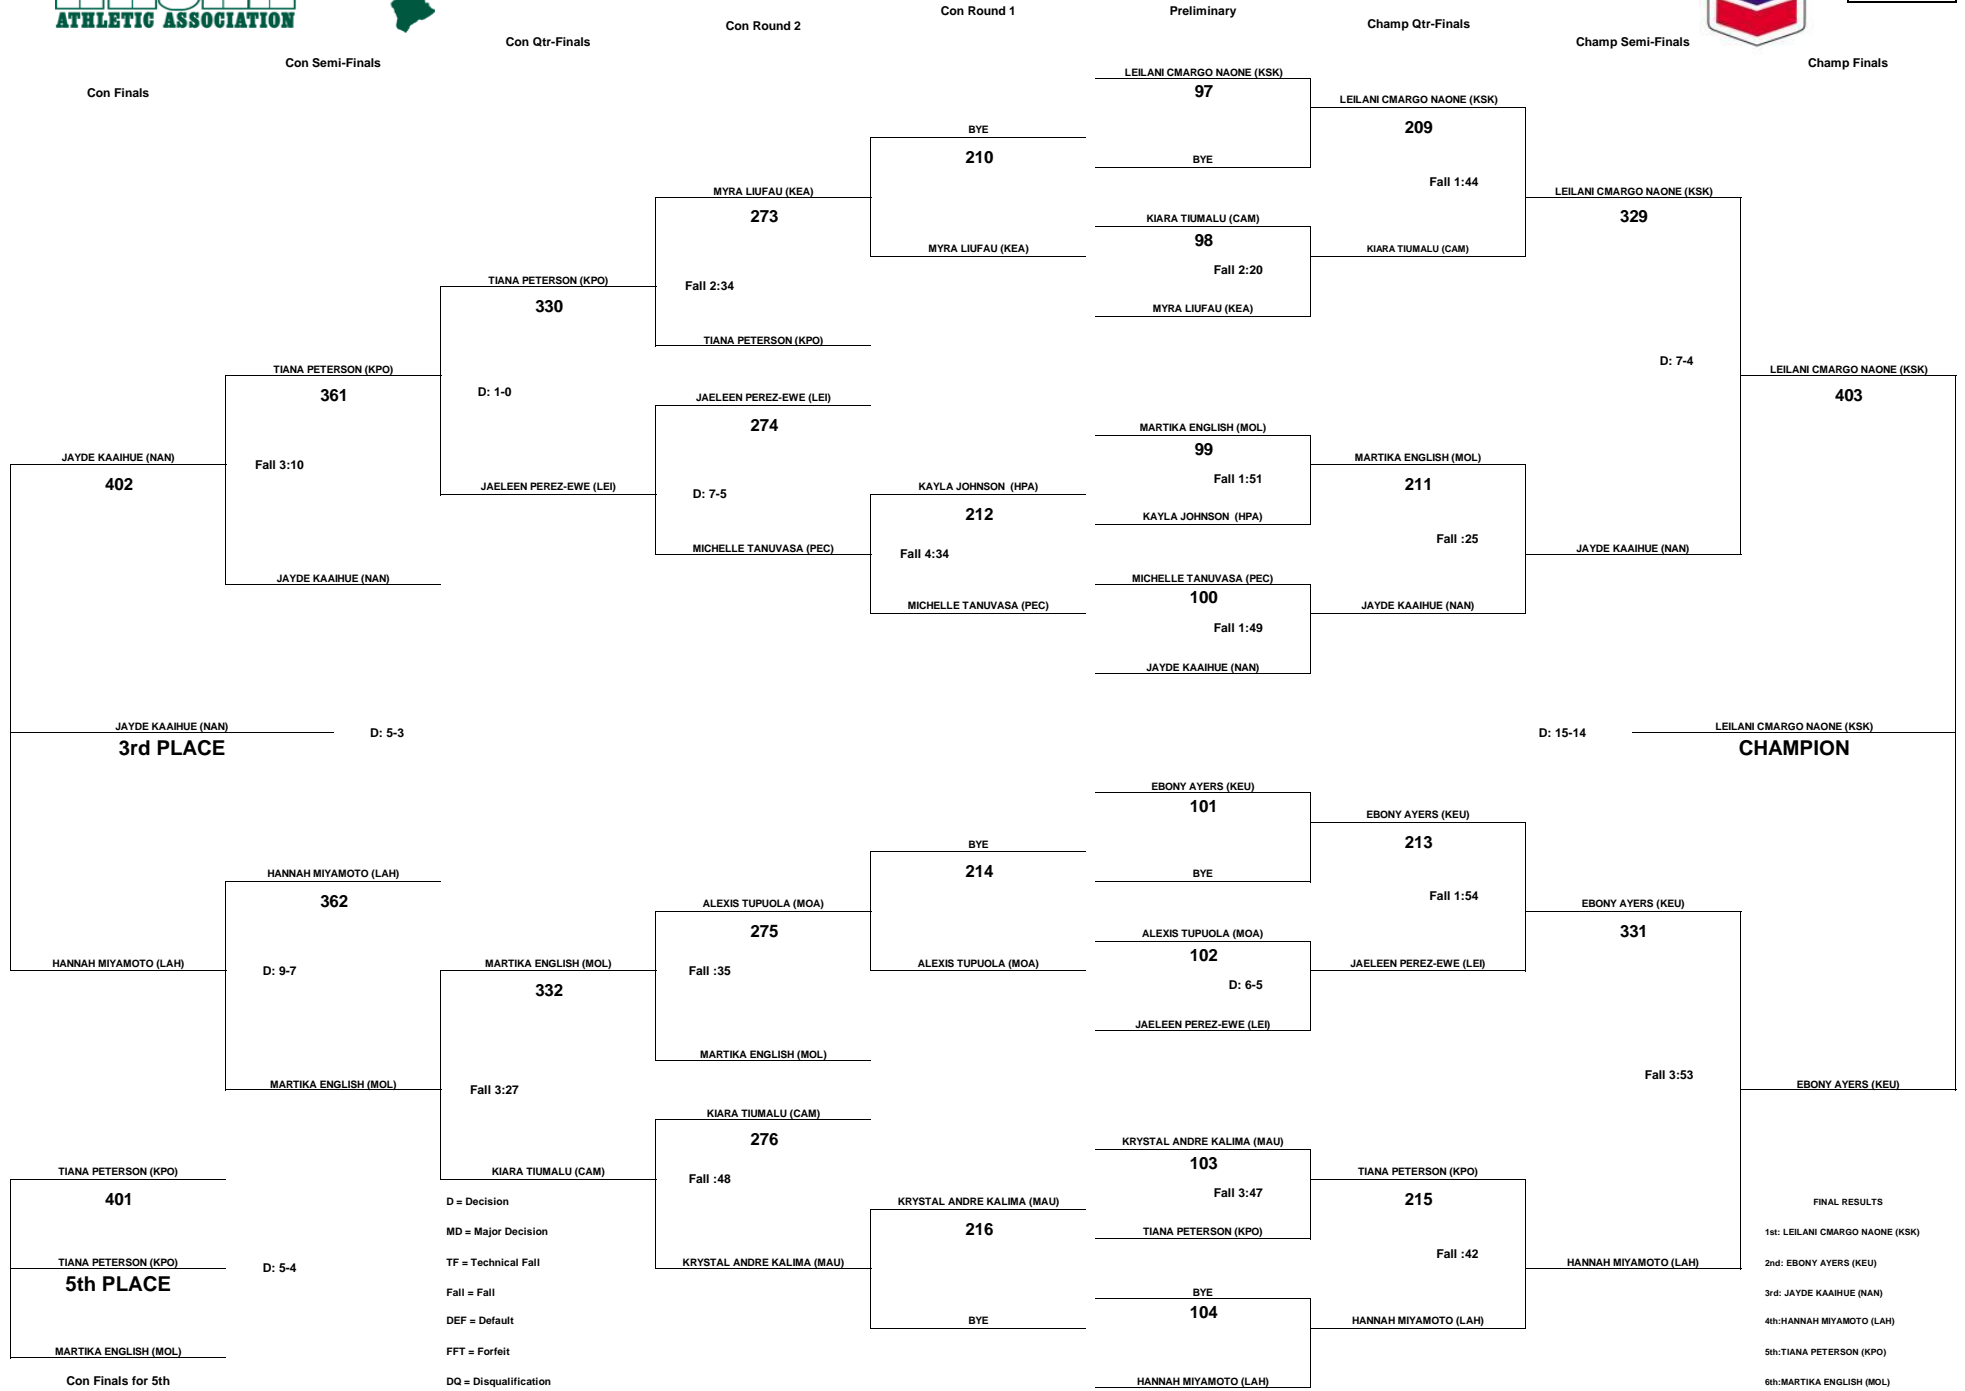 ATHLETIC ASSOCIATION
Con Finals
Con Semi-Finals
Con Qtr-Finals
Con Round 2
Con Round 1
Preliminary
Champ Qtr-Finals
Champ Semi-Finals
Champ Finals
LEILANI CMARGO NAONE (KSK)
97
BYE
KIARA TIUMALU (CAM)
98
Fall 2:20
MYRA LIUFAU (KEA)
MARTIKA ENGLISH (MOL)
99
Fall 1:51
KAYLA JOHNSON (HPA)
MICHELLE TANUVASA (PEC)
100
Fall 1:49
JAYDE KAAIHUE (NAN)
EBONY AYERS (KEU)
101
BYE
ALEXIS TUPUOLA (MOA)
102
D: 6-5
JAELEEN PEREZ-EWE (LEI)
KRYSTAL ANDRE KALIMA (MAU)
103
Fall 3:47
TIANA PETERSON (KPO)
BYE
104
HANNAH MIYAMOTO (LAH)
LEILANI CMARGO NAONE (KSK)
209
Fall 1:44
KIARA TIUMALU (CAM)
MARTIKA ENGLISH (MOL)
211
Fall :25
JAYDE KAAIHUE (NAN)
EBONY AYERS (KEU)
213
Fall 1:54
JAELEEN PEREZ-EWE (LEI)
TIANA PETERSON (KPO)
215
Fall :42
HANNAH MIYAMOTO (LAH)
LEILANI CMARGO NAONE (KSK)
329
D: 7-4
JAYDE KAAIHUE (NAN)
EBONY AYERS (KEU)
331
Fall 3:53
HANNAH MIYAMOTO (LAH)
LEILANI CMARGO NAONE (KSK)
403
D: 15-14
LEILANI CMARGO NAONE (KSK)
CHAMPION
EBONY AYERS (KEU)
BYE
210
MYRA LIUFAU (KEA)
KAYLA JOHNSON (HPA)
212
Fall 4:34
MICHELLE TANUVASA (PEC)
BYE
214
ALEXIS TUPUOLA (MOA)
KRYSTAL ANDRE KALIMA (MAU)
216
BYE
MYRA LIUFAU (KEA)
273
Fall 2:34
TIANA PETERSON (KPO)
JAELEEN PEREZ-EWE (LEI)
274
D: 7-5
MICHELLE TANUVASA (PEC)
ALEXIS TUPUOLA (MOA)
275
Fall :35
MARTIKA ENGLISH (MOL)
KIARA TIUMALU (CAM)
276
Fall :48
KRYSTAL ANDRE KALIMA (MAU)
TIANA PETERSON (KPO)
330
D: 1-0
JAELEEN PEREZ-EWE (LEI)
MARTIKA ENGLISH (MOL)
332
Fall 3:27
KIARA TIUMALU (CAM)
TIANA PETERSON (KPO)
361
Fall 3:10
JAYDE KAAIHUE (NAN)
HANNAH MIYAMOTO (LAH)
362
D: 9-7
MARTIKA ENGLISH (MOL)
JAYDE KAAIHUE (NAN)
402
JAYDE KAAIHUE (NAN)
3rd PLACE
D: 5-3
HANNAH MIYAMOTO (LAH)
TIANA PETERSON (KPO)
401
TIANA PETERSON (KPO)
5th PLACE
D: 5-4
MARTIKA ENGLISH (MOL)
Con Finals for 5th
D = Decision
MD = Major Decision
TF = Technical Fall
Fall = Fall
DEF = Default
FFT = Forfeit
DQ = Disqualification
FINAL RESULTS
1st: LEILANI CMARGO NAONE (KSK)
2nd: EBONY AYERS (KEU)
3rd: JAYDE KAAIHUE (NAN)
4th:HANNAH MIYAMOTO (LAH)
5th:TIANA PETERSON (KPO)
6th:MARTIKA ENGLISH (MOL)